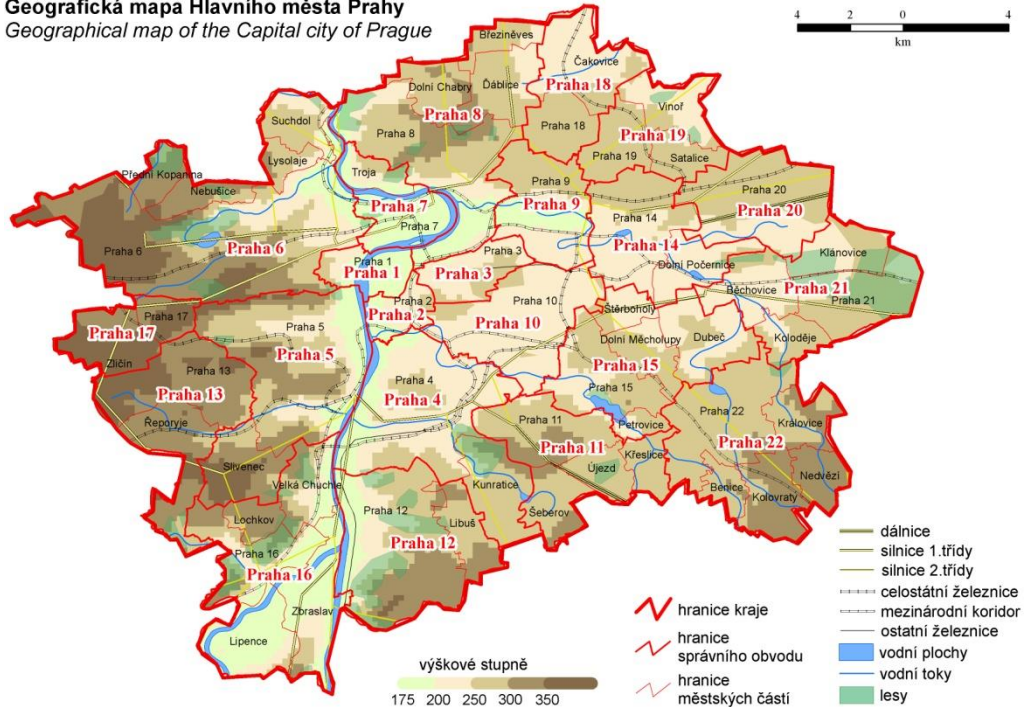 Geografická mapa Hlavního města Prahy
Geographical map of the Capital city of Prague
4 2 0 4
km
Březiněves
Čakovice
Dolní Chabry
Ďáblice
Praha 18
Praha 8
Vinoř
Suchdol
Praha 8
Praha 18
Praha 19
Lysolaje
Praha 19
Satalice
Přední Kopanina
Troja
Nebušice
Praha 9
Praha 20
Praha 7
Praha 9
Praha 20
Praha 7
Praha 14
Praha 6
Praha 6
Praha 14
Praha 3
Klánovice
Praha 1
Praha 1
Praha 3
Dolní Počernice
Běchovice
Praha 21
Praha 21
Praha 2
Praha 10
Praha 2
Štěrboholy
Praha 17
Praha 5
Praha 10
Praha 17
Dolní Měcholupy
Dubeč
Koloděje
Praha 5
Zličín
Praha 13
Praha 15
Praha 4
Praha 13
Praha 15
Praha 4
Praha 22
Řeporyje
Praha 11
Petrovice
Královice
Praha 11
Praha 22
Křeslice
Slivenec
Újezd
Nedvězí
Velká Chuchle
Kunratice
Benice
Kolovraty
Praha 12
Šeberov
Lochkov
Libuš
Praha 12
Praha 16
Praha 16
Zbraslav
Lipence
výškové stupně
175 200 250 300 350
hranice kraje
hranice
správního obvodu
hranice
městských částí
dálnice
silnice 1.třídy
silnice 2.třídy
celostátní železnice
mezinárodní koridor
ostatní železnice
vodní plochy
vodní toky
lesy